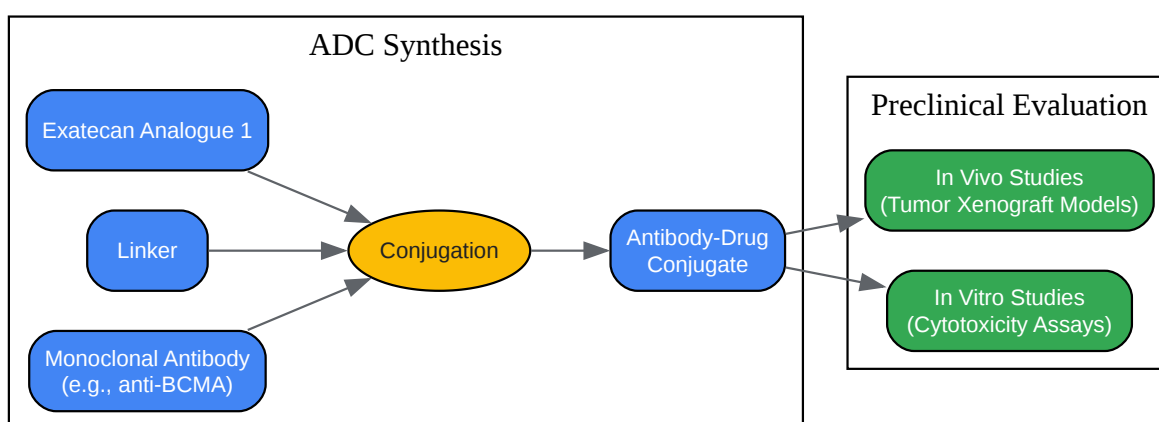 ADC Synthesis
Exatecan Analogue 1
Linker
Monoclonal Antibody
(e.g., anti-BCMA)
Conjugation
Antibody-Drug
Conjugate
Preclinical Evaluation
In Vivo Studies
(Tumor Xenograft Models)
In Vitro Studies
(Cytotoxicity Assays)